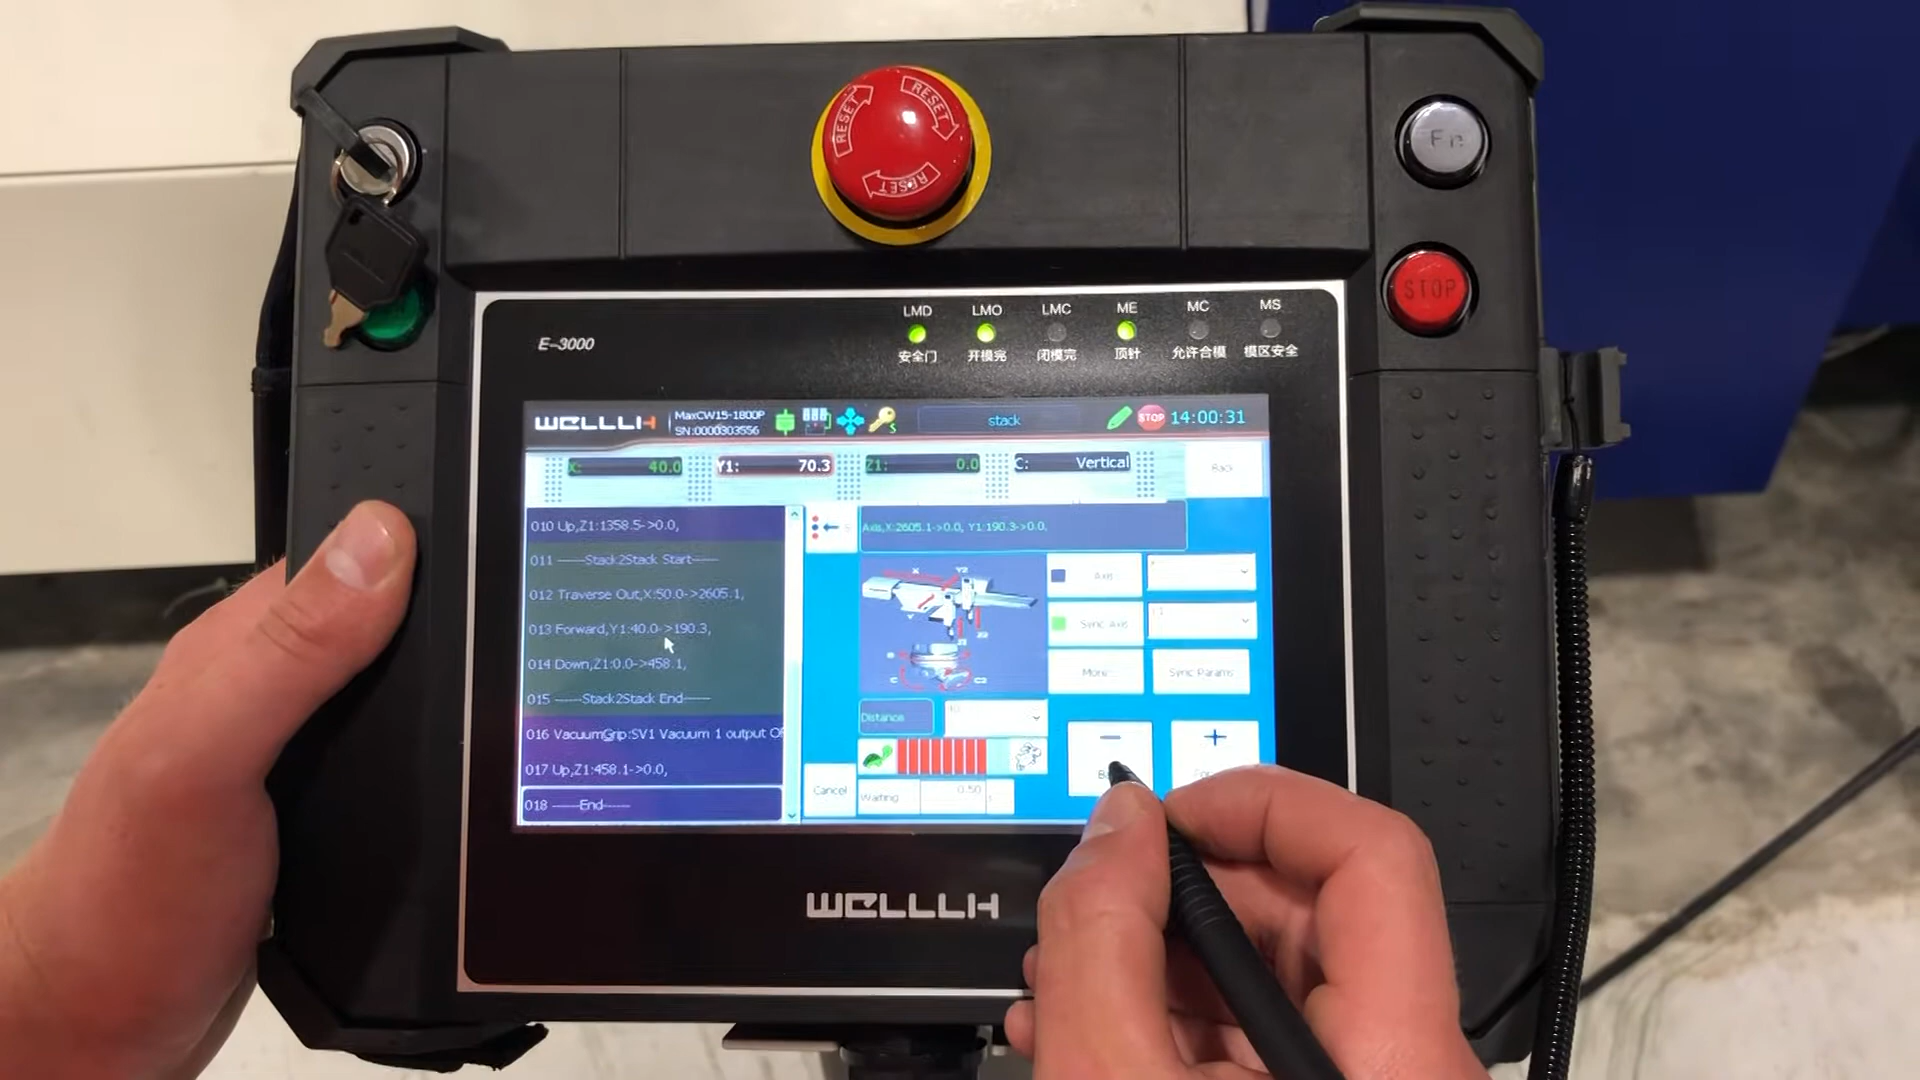 RESET RESET RESET
Fn
STOP
E-3000
LMD LMO LMC ME MC MS
安全门 开模完 闭模完 顶针 允许合模 模区安全
WELLLIH
MaxCW15-1800P
SN:0000303556
S
stack
STOP
14:00:31
X: 40.0
Y1: 70.3
Z1: 0.0
C: Vertical
Back
010 Up,Z1:1358.5->0.0,
011 ------Stack2Stack Start------
012 Traverse Out,X:50.0->2605.1,
013 Forward,Y1:40.0->190.3,
014 Down,Z1:0.0->458.1,
015 ------Stack2Stack End------
016 VacuumGrip:SV1 Vacuum 1 output
017 Up,Z1:458.1->0.0,
018 ------End------
Axis,X:2605.1->0.0, Y1:190.3->0.0,
X
Y2
Y
Z1
Z2
B
C
C2
Axis
Sync Axis
More...
Sync Params
Distance
Cancel
Waiting
0.50
-
+
WELLLIH